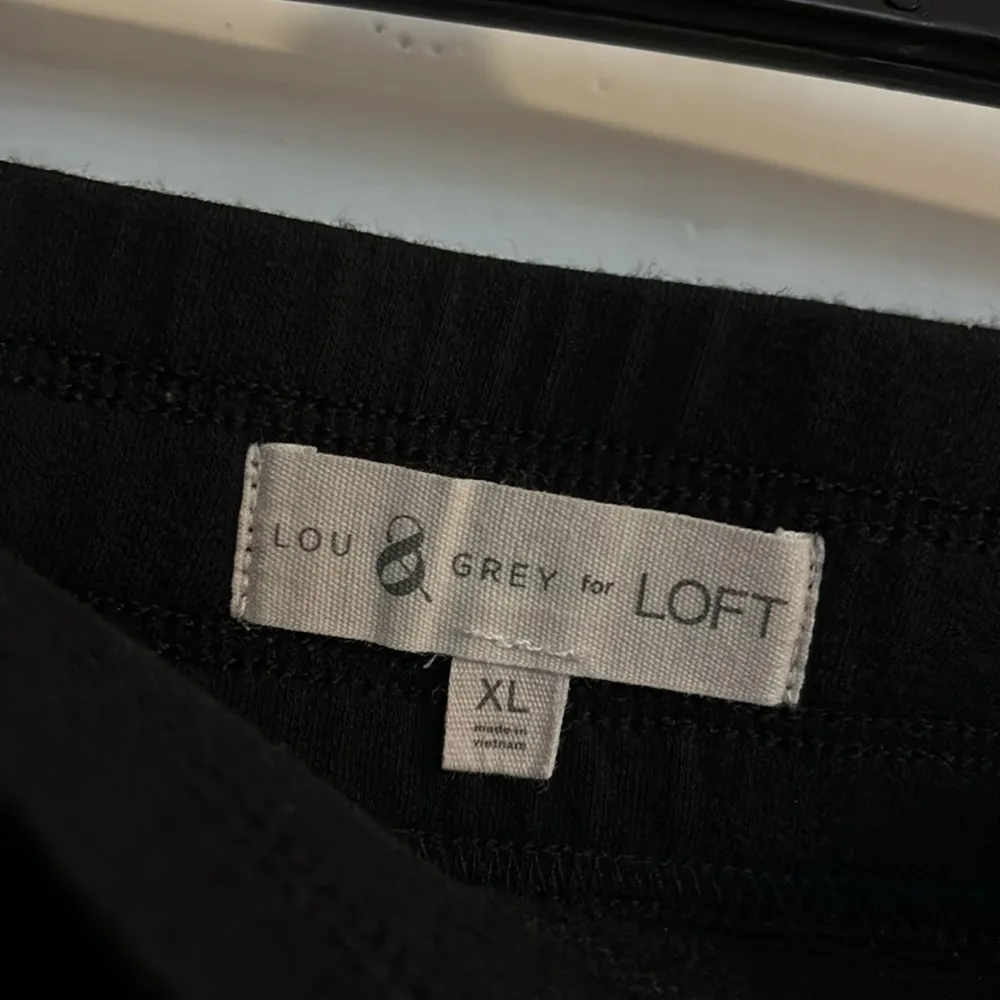 LOU & GREY for LOFT
XL
made in
vietnam